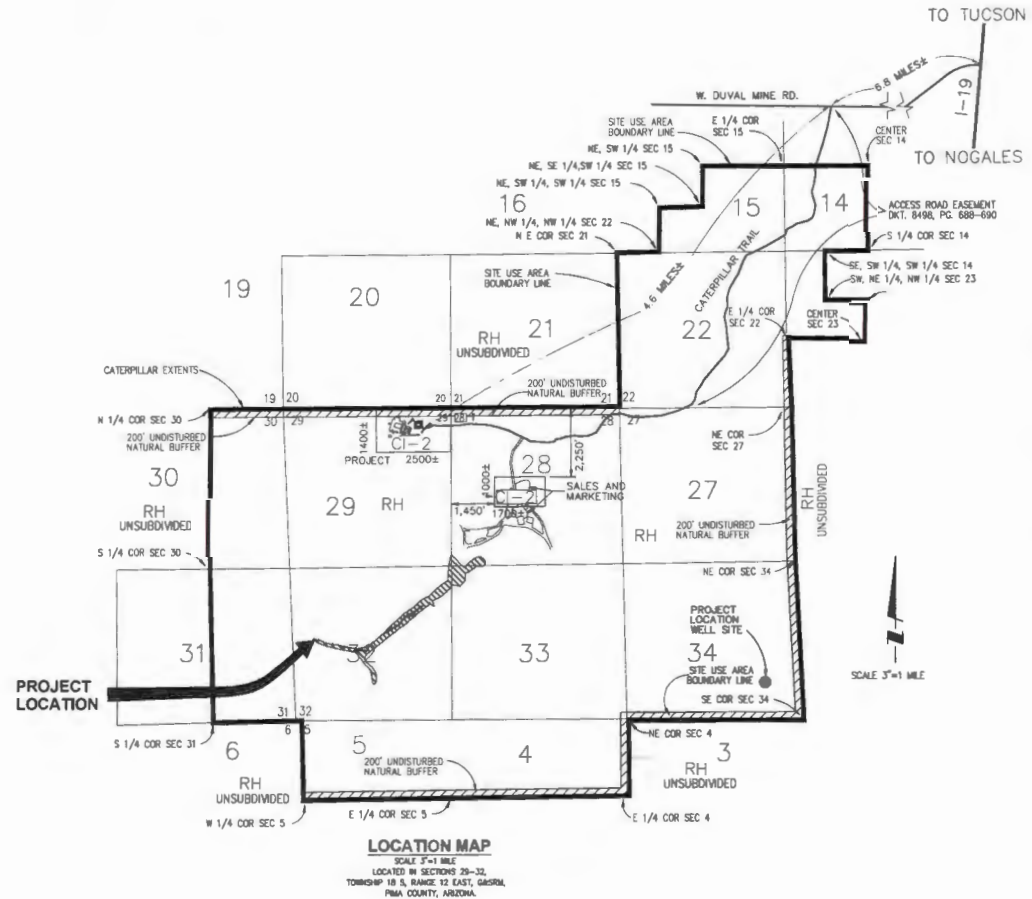 TO TUCSON
6.8 MILES±
I-19
TO NOGALES
W. DUVAL MINE RD.
SITE USE AREA
BOUNDARY LINE
E 1/4 COR
SEC 15
CENTER
SEC 14
NE, SW 1/4 SEC 15
NE, SE 1/4, SW 1/4 SEC 15
NE, SW 1/4, SW 1/4 SEC 15
16
15
14
ACCESS ROAD EASEMENT
DKT. 8498, PG. 688-690
NE, NW 1/4, NW 1/4 SEC 22
N E COR SEC 21
S 1/4 COR SEC 14
SE, SW 1/4, SW 1/4 SEC 14
SW, NE 1/4, NW 1/4 SEC 23
CATERPILLAR TRAIL
4.6 MILES±
19
20
SITE USE AREA
BOUNDARY LINE
21
22
E 1/4 COR
SEC 22
CENTER
SEC 23
RH
UNSUBDIVIDED
CATERPILLAR EXTENTS
200' UNDISTURBED
NATURAL BUFFER
19 20
20 21
21 22
N 1/4 COR SEC 30
30 29
28 27
200' UNDISTURBED
NATURAL BUFFER
1400±
CI-2
PROJECT 2500±
NE COR
SEC 27
2,250'
28
1000±
SALES AND
MARKETING
1,450'
1700±
30
RH
UNSUBDIVIDED
29 RH
27
RH
RH
UNSUBDIVIDED
200' UNDISTURBED
NATURAL BUFFER
S 1/4 COR SEC 30
NE COR SEC 34
PROJECT
LOCATION
WELL SITE
31
33
34
SITE USE AREA
BOUNDARY LINE
SCALE 3"=1 MILE
PROJECT
LOCATION
SE COR SEC 34
31 32
6 5
S 1/4 COR SEC 31
NE COR SEC 4
6
5
4
3
200' UNDISTURBED
NATURAL BUFFER
RH
UNSUBDIVIDED
RH
UNSUBDIVIDED
W 1/4 COR SEC 5
E 1/4 COR SEC 5
E 1/4 COR SEC 4
LOCATION MAP
SCALE 3"=1 MILE
LOCATED IN SECTIONS 29-32,
TOWNSHIP 18 S, RANGE 12 EAST, G&SRM,
PIMA COUNTY, ARIZONA.